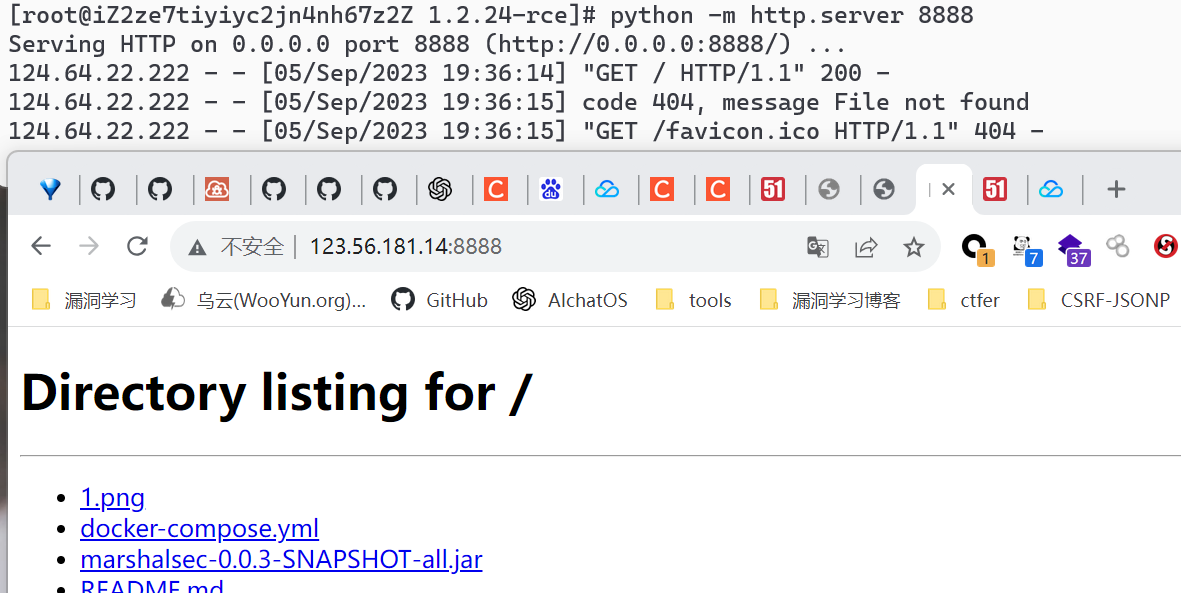 [root@iZ2ze7tiyiyc2jn4nh67z2Z 1.2.24-rce]# python -m http.server 8888
Serving HTTP on 0.0.0.0 port 8888 (http://0.0.0.0:8888/) ...
124.64.22.222 - - [05/Sep/2023 19:36:14] "GET / HTTP/1.1" 200 -
124.64.22.222 - - [05/Sep/2023 19:36:15] code 404, message File not found
124.64.22.222 - - [05/Sep/2023 19:36:15] "GET /favicon.ico HTTP/1.1" 404 -
C du C C 51 51
不安全 123.56.181.14:8888 1 7 37
漏洞学习 乌云(WooYun.org)... GitHub AIchatOS tools 漏洞学习博客 ctfer CSRF-JSONP
Directory listing for /
1.png
docker-compose.yml
marshalsec-0.0.3-SNAPSHOT-all.jar
README.md